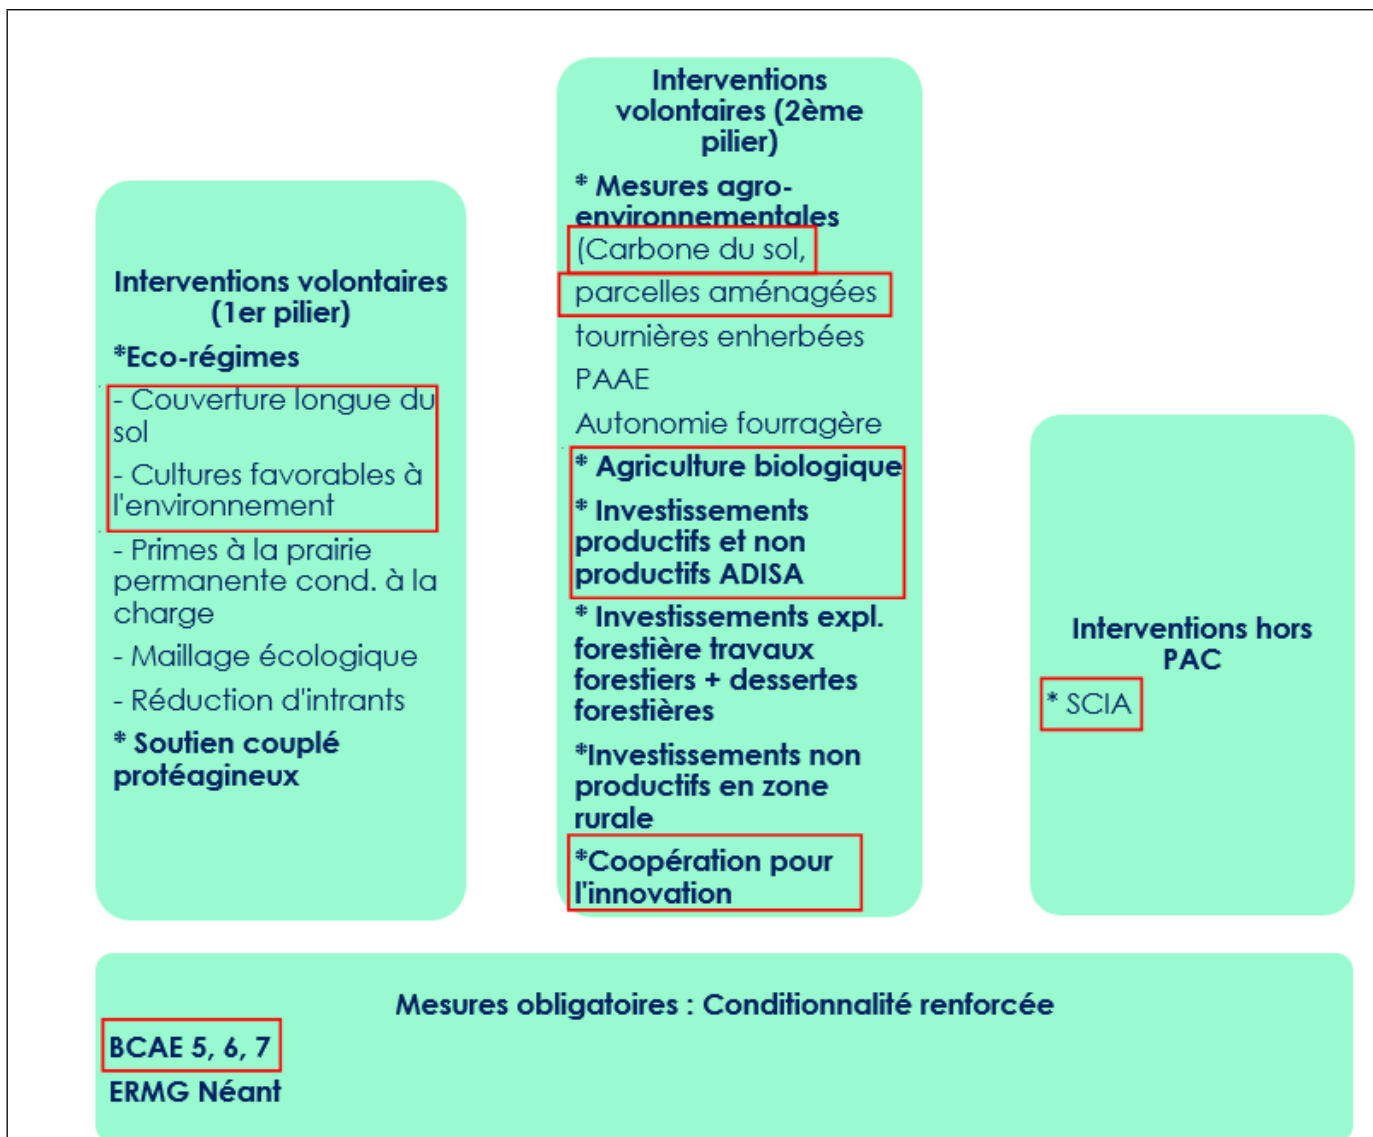 Interventions volontaires
(1er pilier)
*Eco-régimes
- Couverture longue du
sol
- Cultures favorables à
l'environnement
- Primes à la prairie
permanente cond. à la
charge
- Maillage écologique
- Réduction d'intrants
* Soutien couplé
protéagineux
Interventions
volontaires (2ème
pilier)
* Mesures agro-
environnementales
(Carbone du sol,
parcelles aménagées
tournières enherbées
PAAE
Autonomie fourragère
* Agriculture biologique
* Investissements
productifs et non
productifs ADISA
* Investissements expl.
forestière travaux
forestiers + dessertes
forestières
*Investissements non
productifs en zone
rurale
*Coopération pour
l'innovation
Interventions hors
PAC
* SCIA
Mesures obligatoires : Conditionnalité renforcée
BCAE 5, 6, 7
ERMG Néant